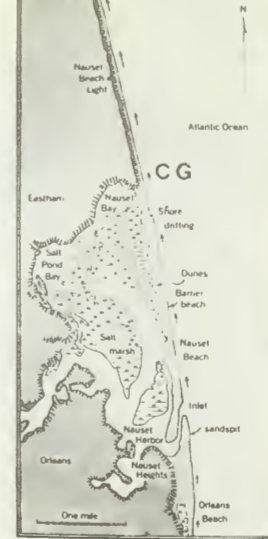 N
Nauset
Beach
Light
Atlantic Ocean
CG
Eastham
Nauset
Bay
Shore
drifting
Salt
Pond
Bay
Dunes
Barrier
beach
Salt
marsh
Nauset
Beach
Inlet
sandspit
Nauset
Harbor
Orleans
Nauset
Heights
Orleans
Beach
One mile